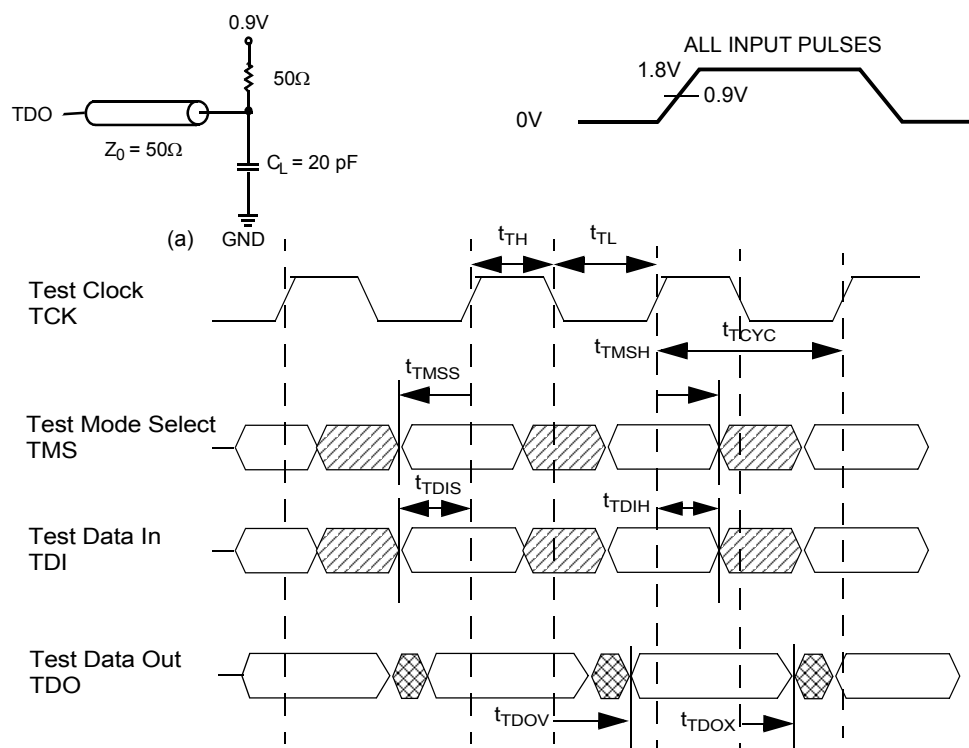 0.9V
50Ω
TDO
Z0 = 50Ω
CL = 20 pF
(a)
GND
ALL INPUT PULSES
1.8V
0.9V
0V
tTH
tTL
Test Clock
TCK
tTCYC
tTMSH
tTMSS
Test Mode Select
TMS
tTDIS
tTDIH
Test Data In
TDI
Test Data Out
TDO
tTDOV
tTDOX